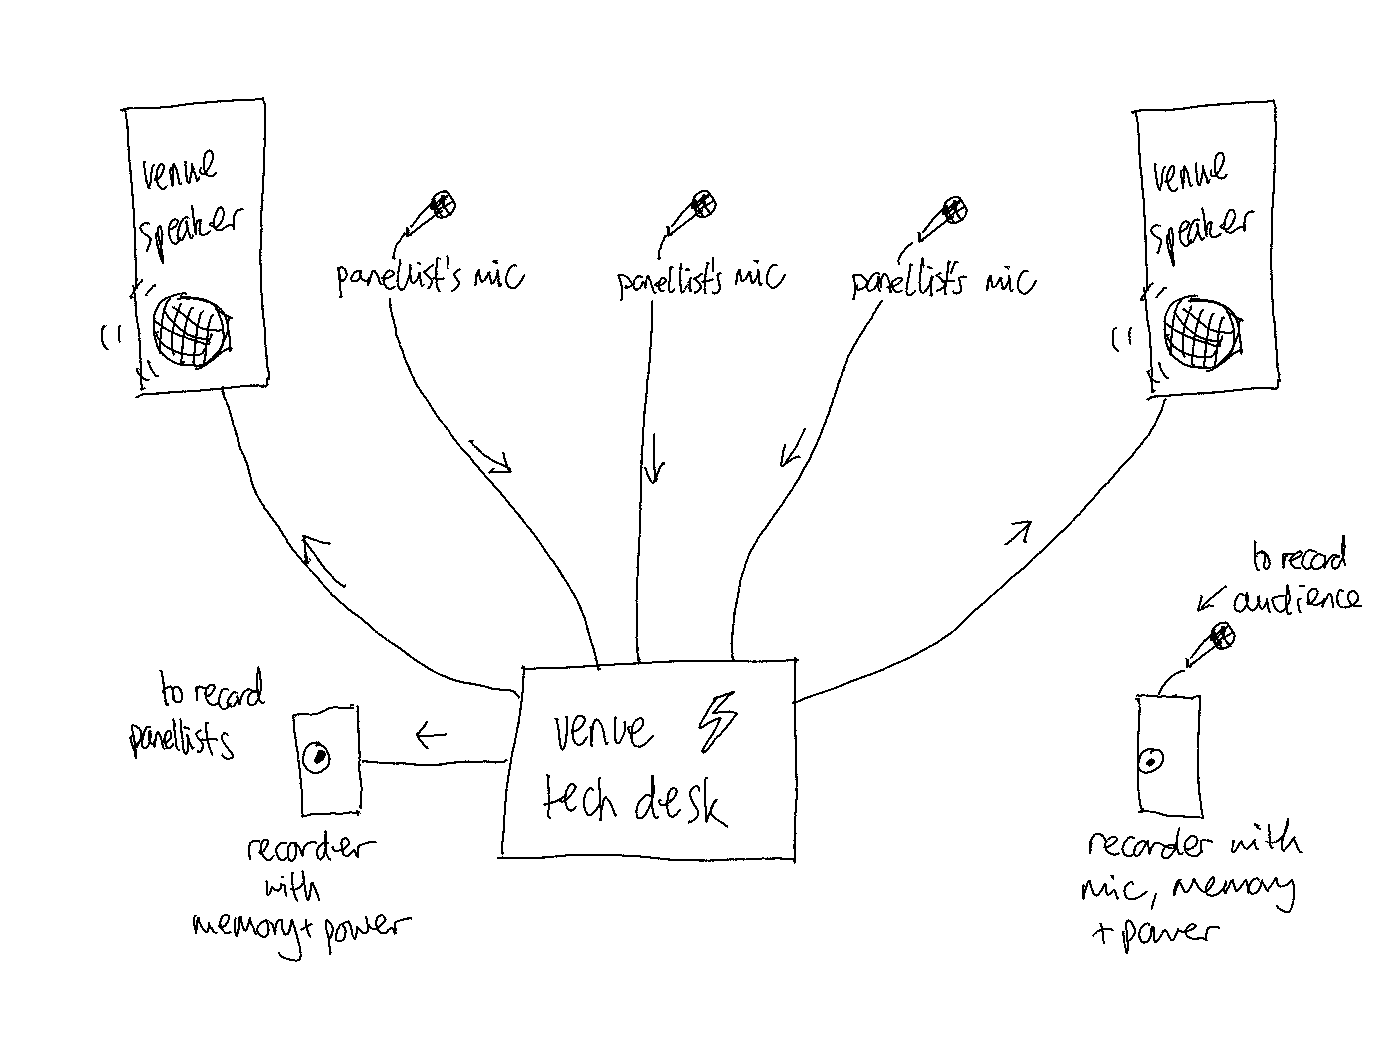 venue
speaker
panellist's mic
panellist's mic
panellist's mic
venue
speaker
to record
audience
to record
panellists
venue
tech desk
recorder
with
memory + power
recorder with
mic, memory
+ power